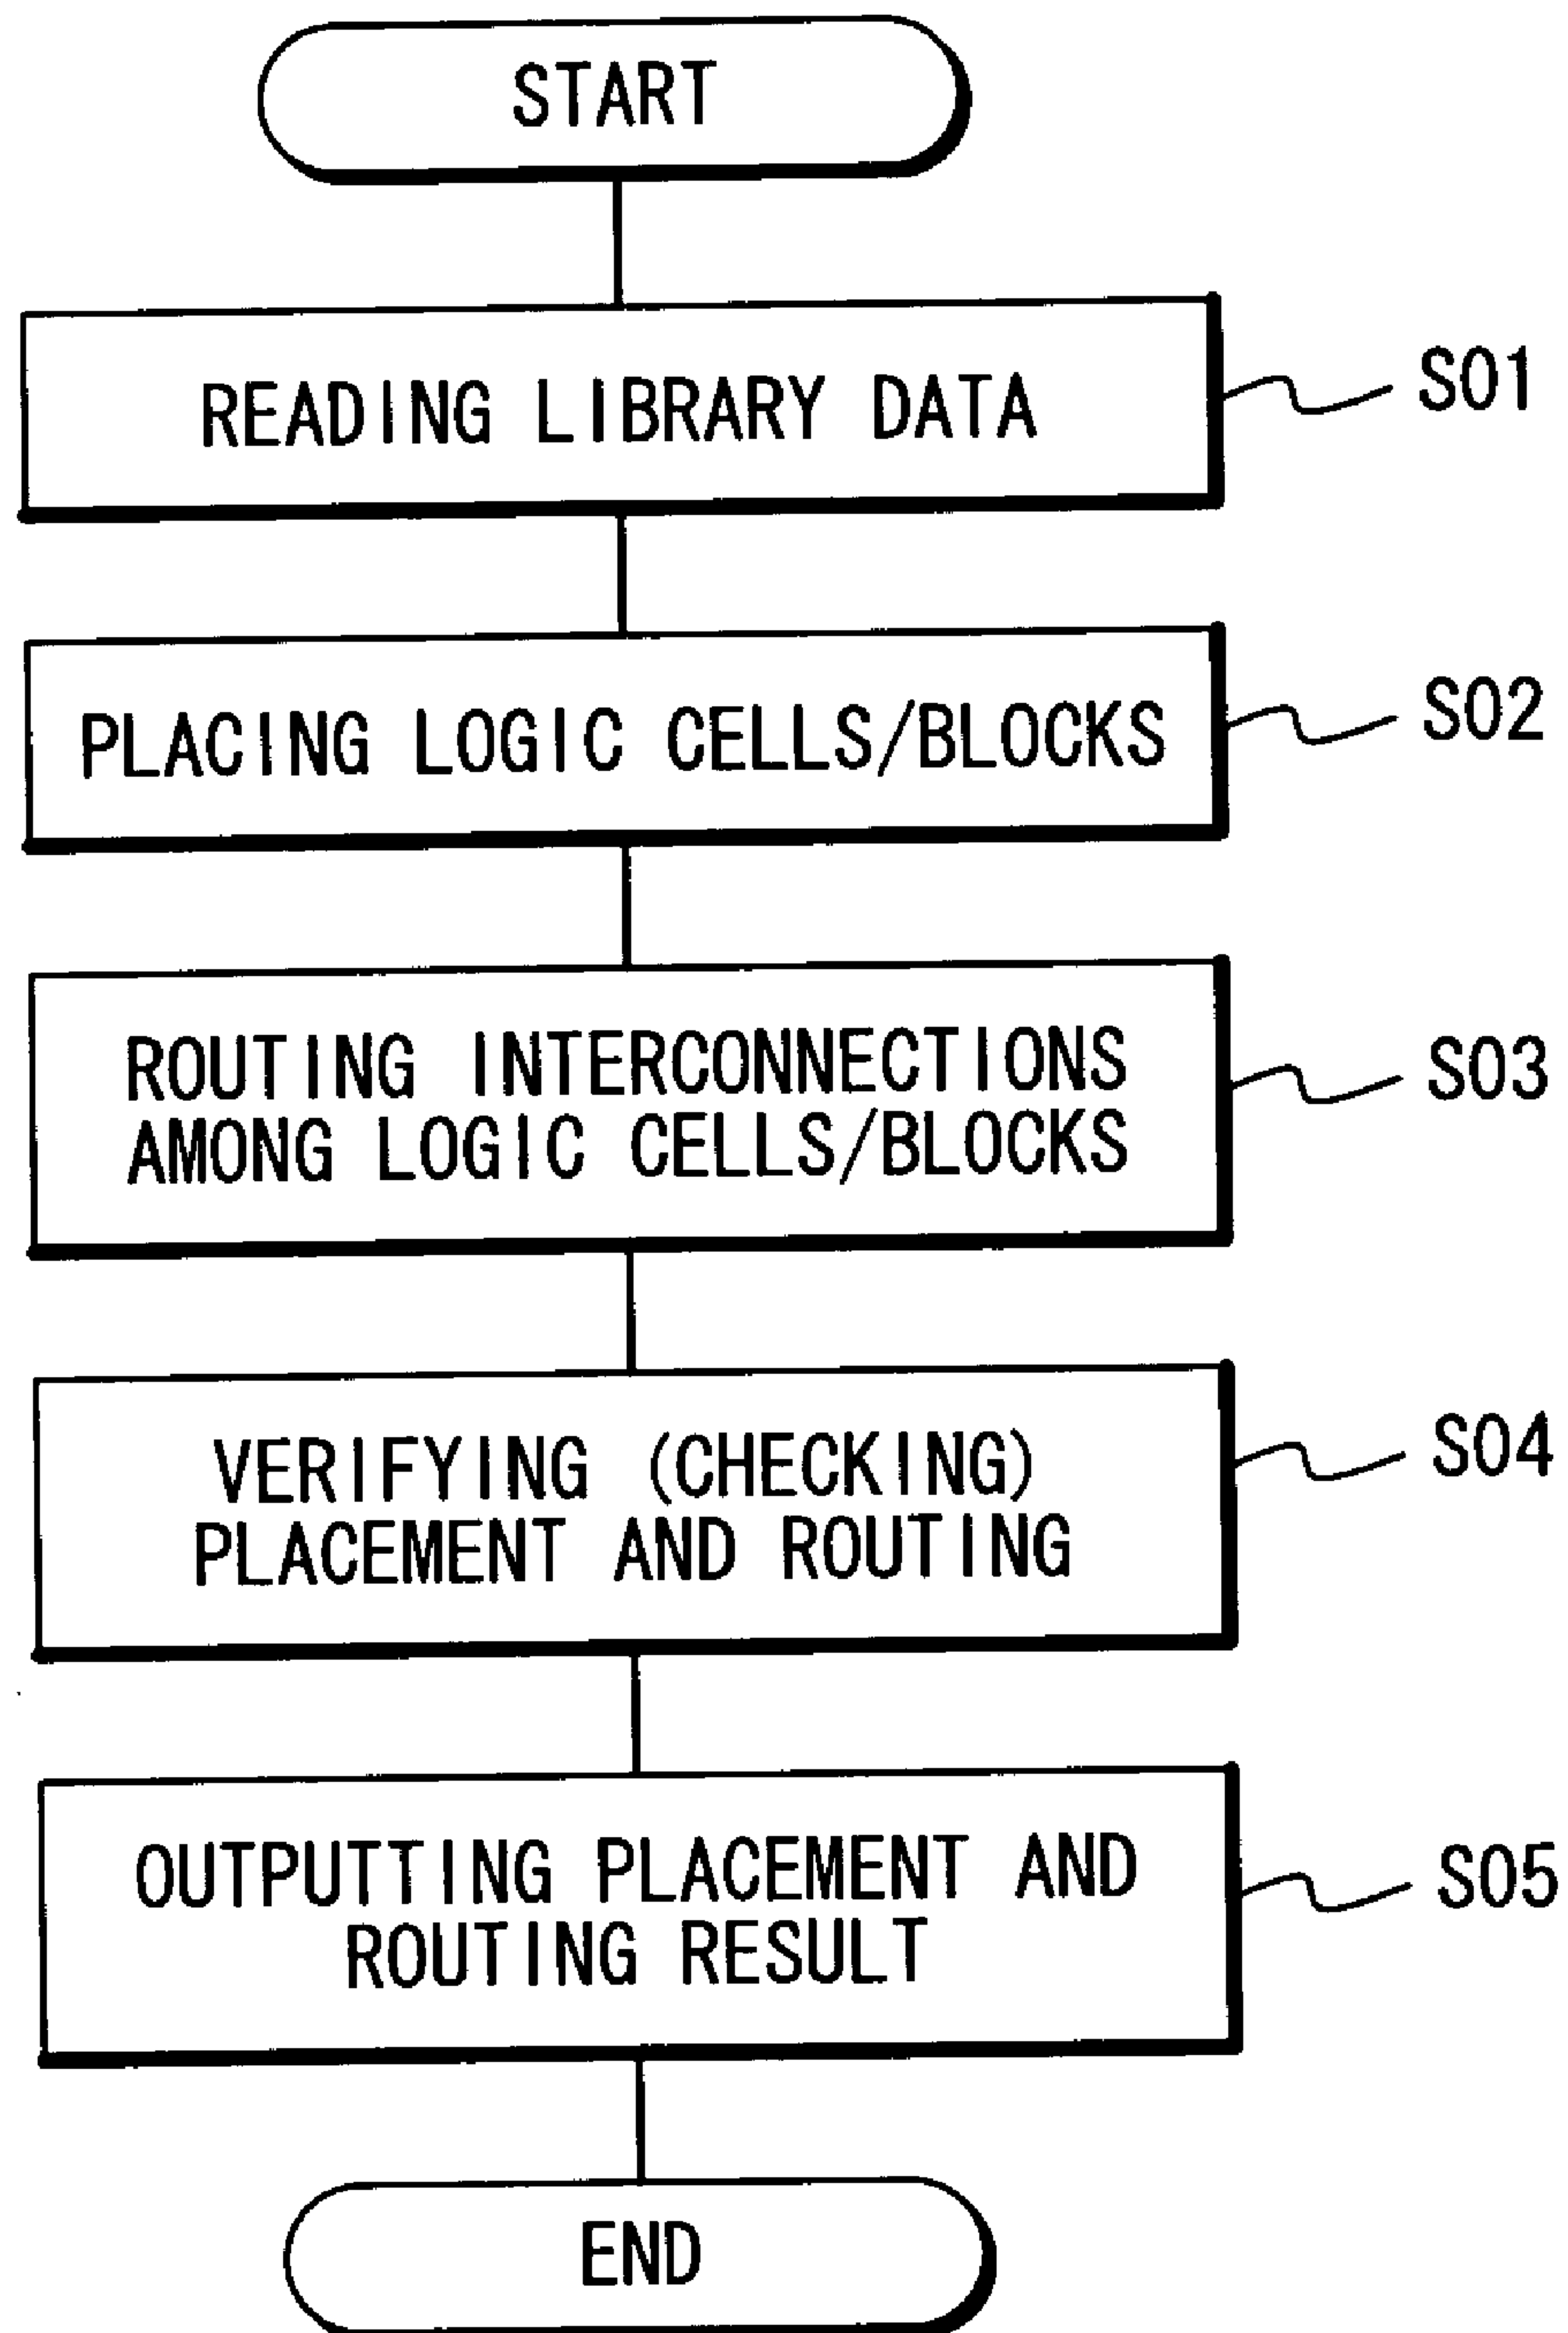 START
READING LIBRARY DATA
S01
PLACING LOGIC CELLS/BLOCKS
S02
ROUTING INTERCONNECTIONS
AMONG LOGIC CELLS/BLOCKS
S03
VERIFYING (CHECKING)
PLACEMENT AND ROUTING
S04
OUTPUTTING PLACEMENT AND
ROUTING RESULT
S05
END